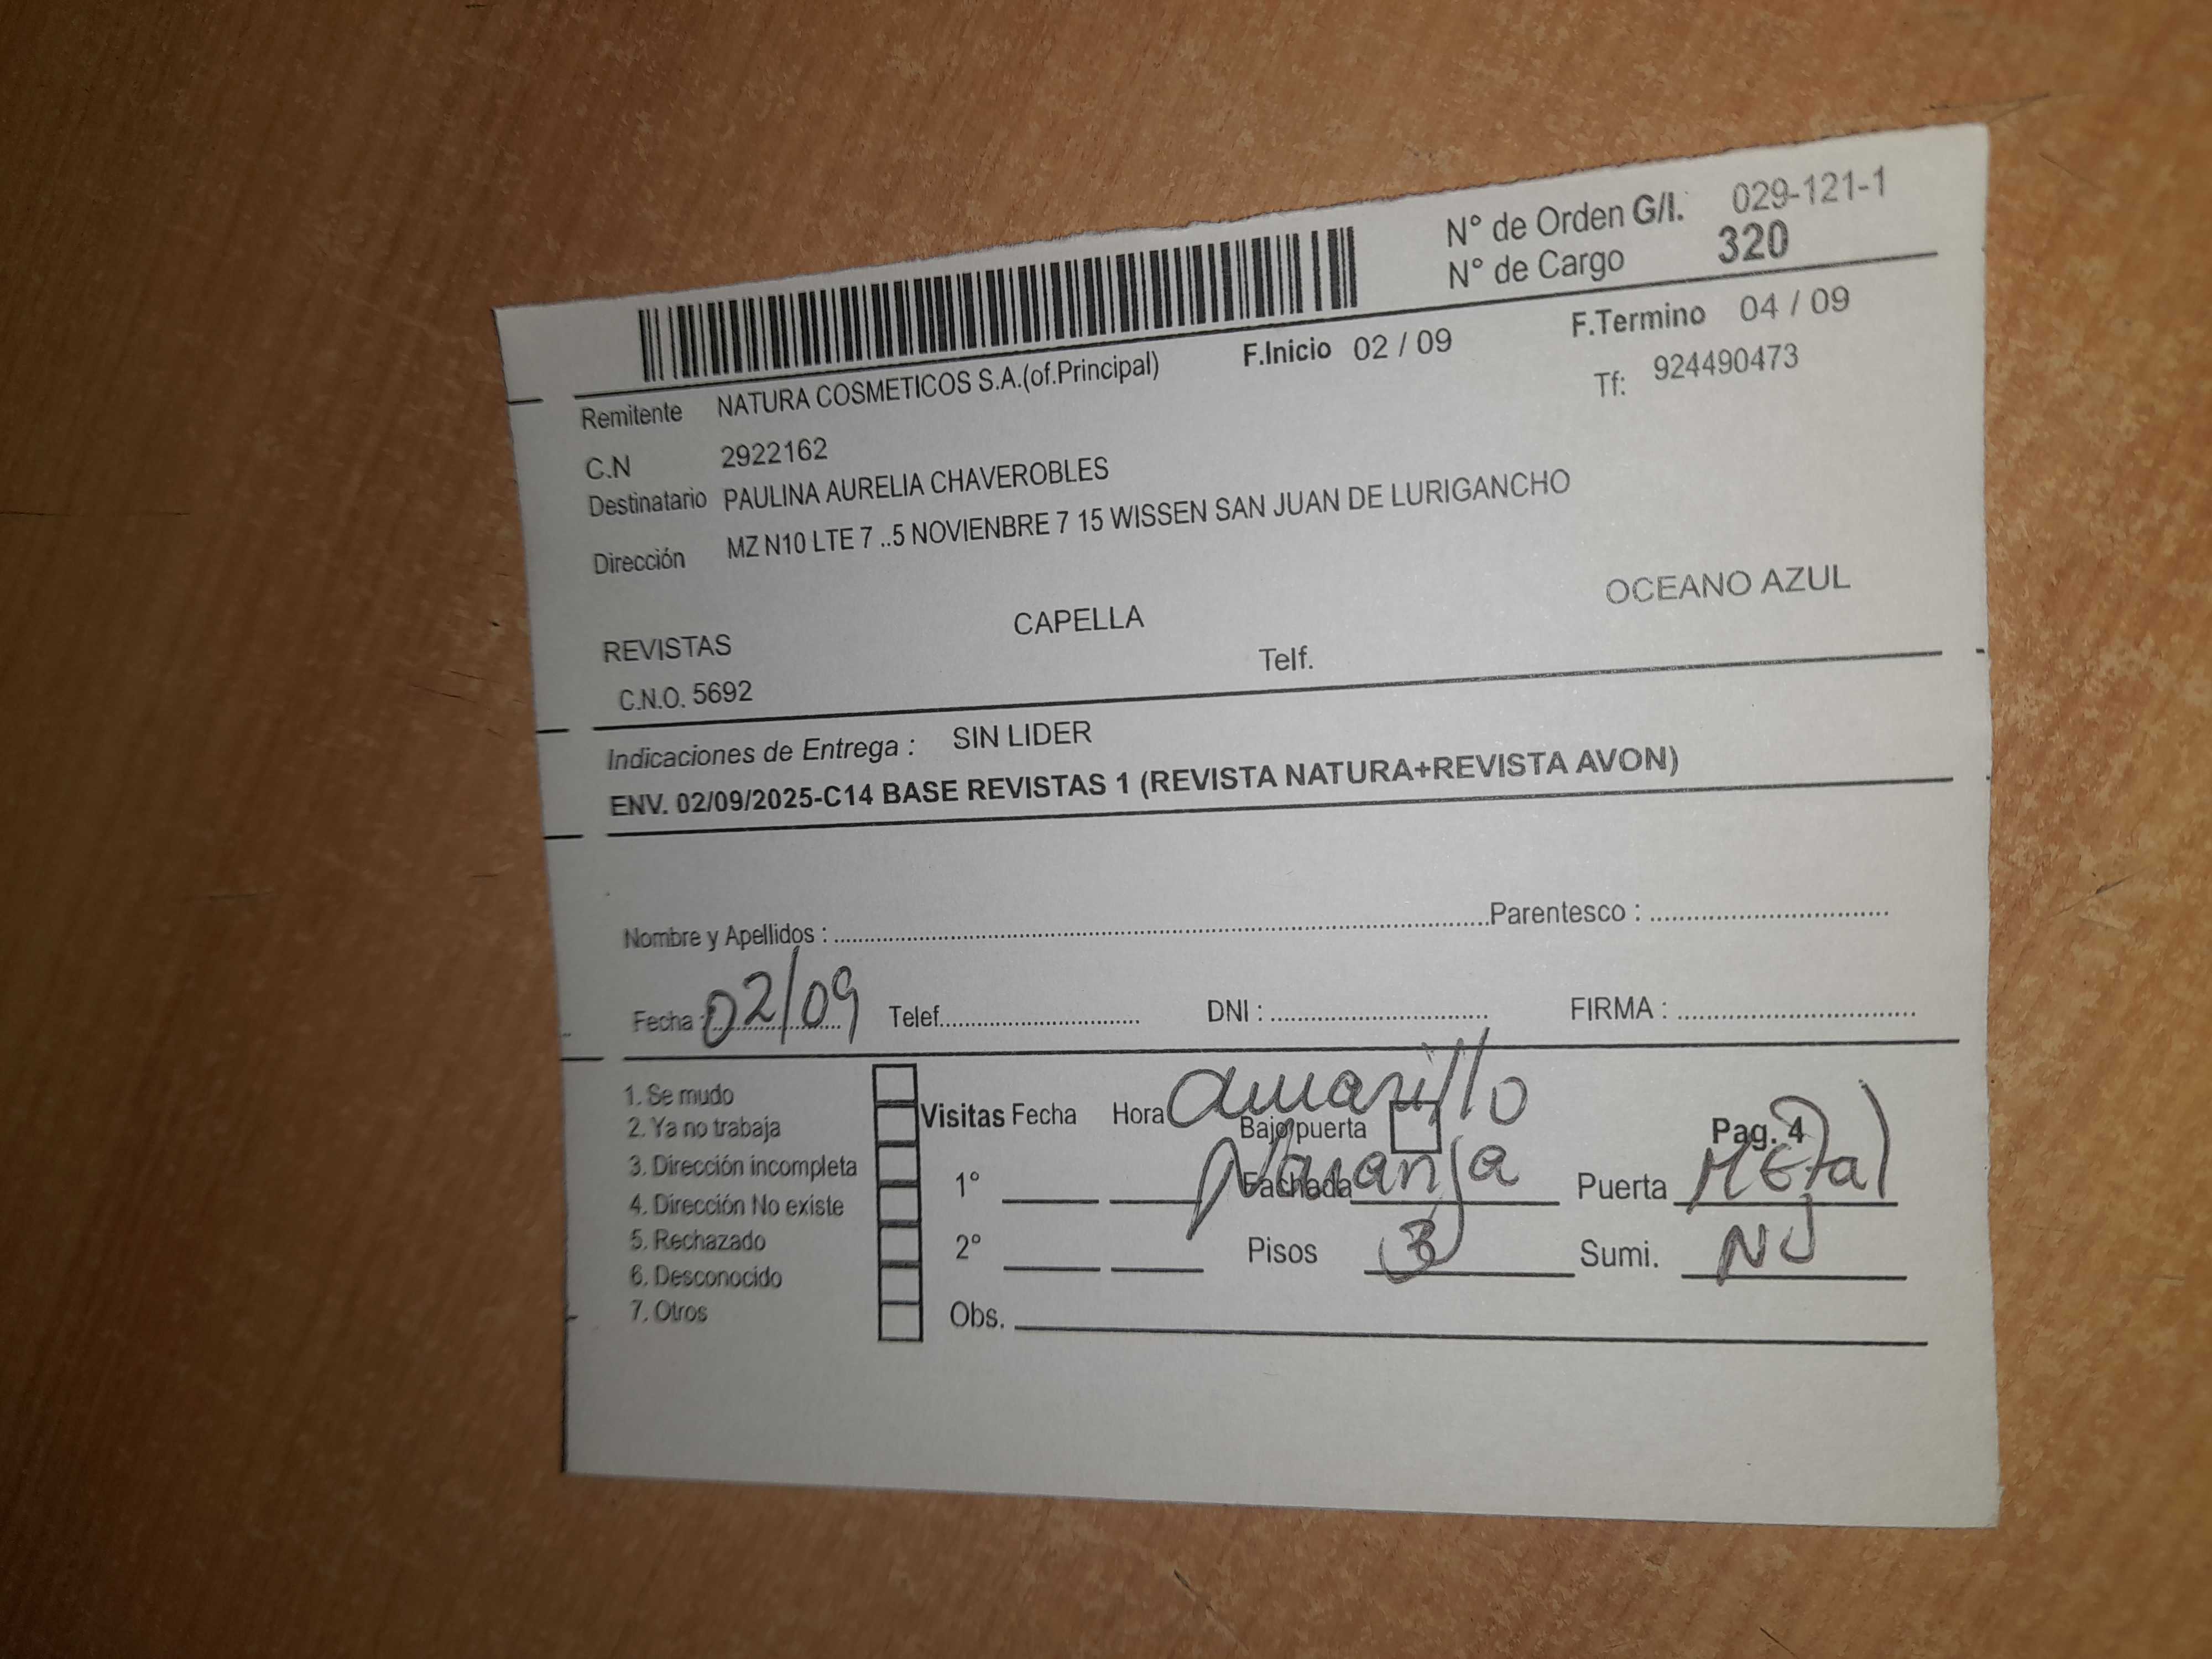 N° de Orden G/I. 029-121-1
N° de Cargo 320
F.Inicio 02 / 09 F.Termino 04 / 09
Remitente NATURA COSMETICOS S.A.(of.Principal) Tf: 924490473
C.N 2922162
Destinatario PAULINA AURELIA CHAVEROBLES
Dirección MZ N10 LTE 7 ..5 NOVIENBRE 7 15 WISSEN SAN JUAN DE LURIGANCHO
REVISTAS CAPELLA OCEANO AZUL
C.N.O. 5692 Telf.
Indicaciones de Entrega : SIN LIDER
ENV. 02/09/2025-C14 BASE REVISTAS 1 (REVISTA NATURA+REVISTA AVON)
Nombre y Apellidos : Parentesco :
Fecha : 02/09 Telef. DNI : FIRMA :
1. Se mudo
2. Ya no trabaja
3. Dirección incompleta
4. Dirección No existe
5. Rechazado
6. Desconocido
7. Otros
Visitas Fecha Hora
amarillo
Bajo puerta Pag. 4
1° Fachada Naranja Puerta Metal
2° Pisos 3 Sumi.
Obs.